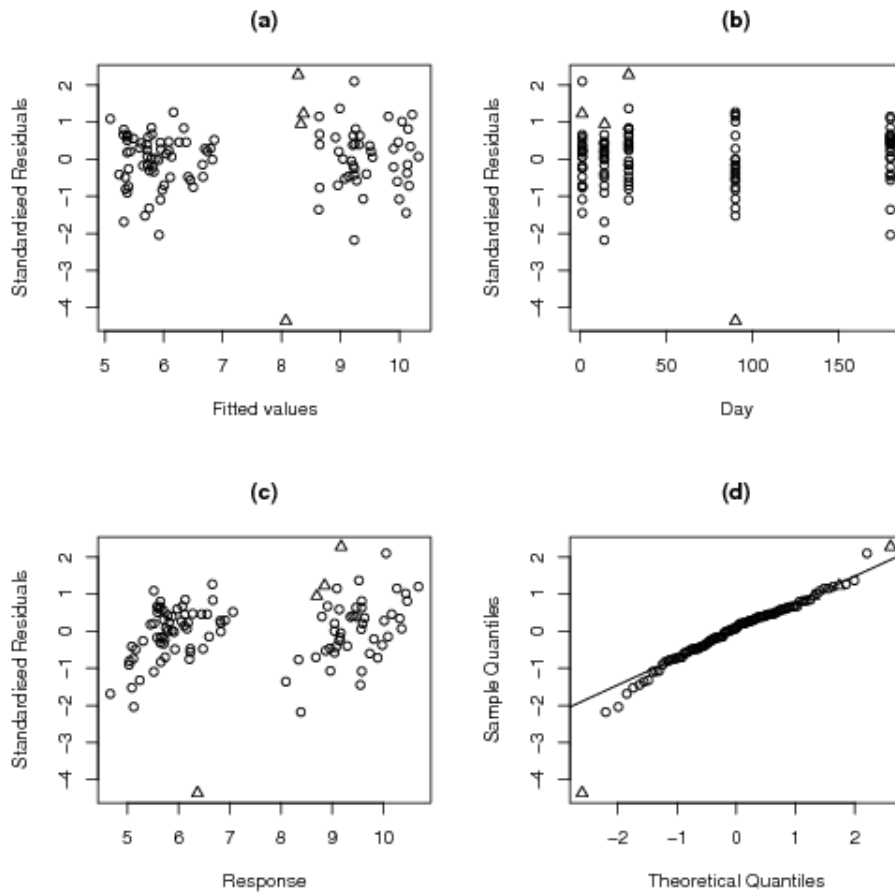 (a)
Standardised Residuals
2
1
0
−1
−2
−3
−4
5 6 7 8 9 10
Fitted values
(b)
Standardised Residuals
2
1
0
−1
−2
−3
−4
0 50 100 150
Day
(c)
Standardised Residuals
2
1
0
−1
−2
−3
−4
5 6 7 8 9 10
Response
(d)
Sample Quantiles
2
1
0
−1
−2
−3
−4
−2 −1 0 1 2
Theoretical Quantiles